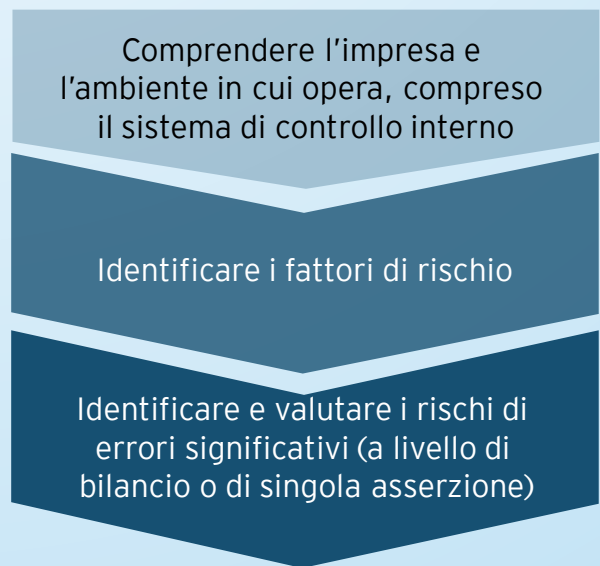 Comprendere l'impresa e
l'ambiente in cui opera, compreso
il sistema di controllo interno
Identificare i fattori di rischio
Identificare e valutare i rischi di
errori significativi (a livello di
bilancio o di singola asserzione)